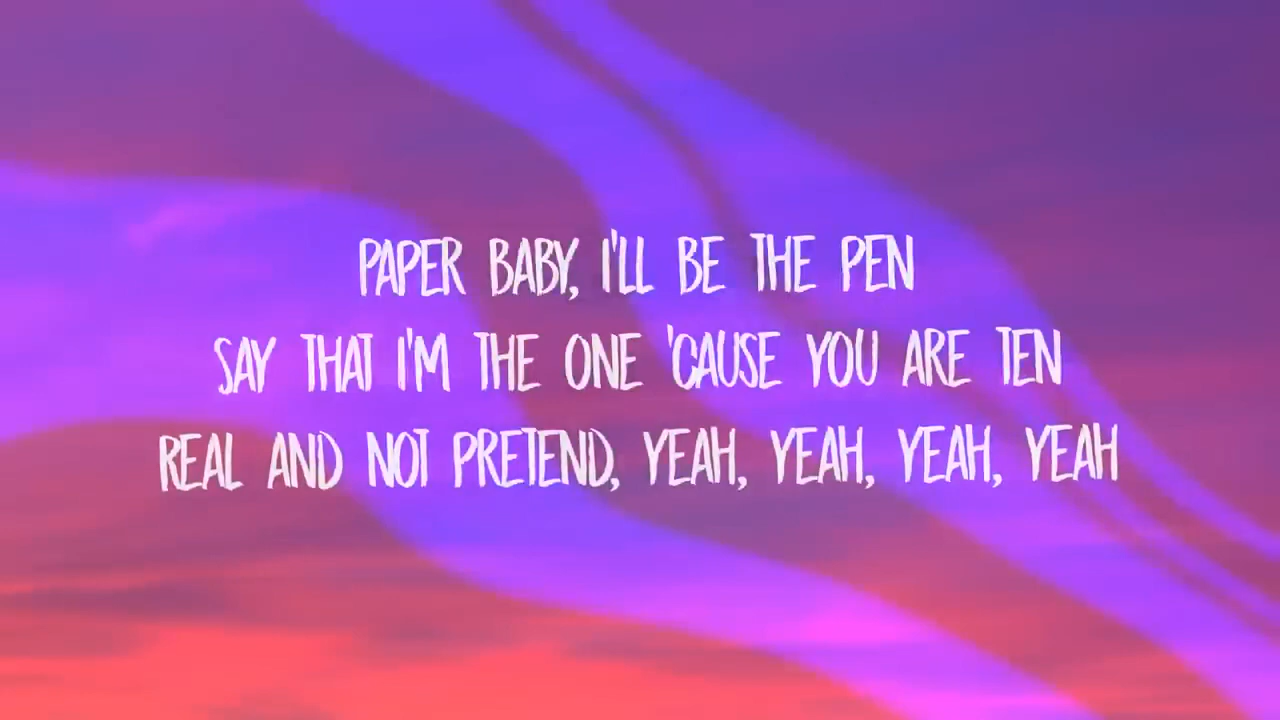 PAPER BABY, I'LL BE THE PEN
SAY THAT I'M THE ONE 'CAUSE YOU ARE TEN
REAL AND NOT PRETEND, YEAH, YEAH, YEAH, YEAH